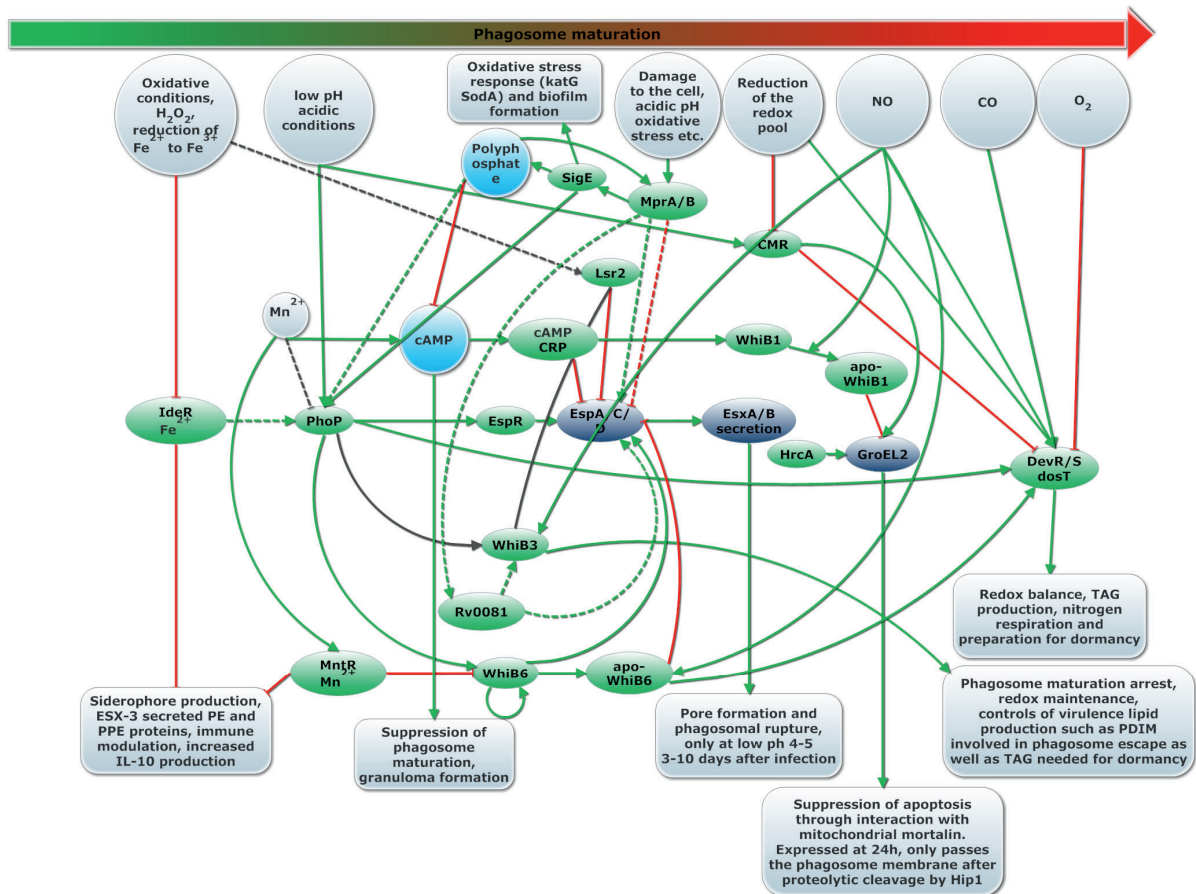 Phagosome maturation
Oxidative
conditions,
H₂O₂,
reduction of
Fe²⁺ to Fe³⁺
low pH
acidic
conditions
Oxidative stress
response (katG
SodA) and biofilm
formation
Damage
to the cell,
acidic pH
oxidative
stress etc.
Reduction
of the
redox
pool
NO
CO
O₂
Polyph
osphat
e
SigE
MprA/B
CMR
Lsr2
Mn²⁺
cAMP
cAMP
CRP
WhiB1
apo-
WhiB1
IdeR
Fe²⁺
PhoP
EspR
EspA/C/
D
EsxA/B
secretion
HrcA
GroEL2
DevR/S
dosT
WhiB3
Rv0081
MntR
Mn²⁺
WhiB6
apo-
WhiB6
Redox balance, TAG
production, nitrogen
respiration and
preparation for dormancy
Siderophore production,
ESX-3 secreted PE and
PPE proteins, immune
modulation, increased
IL-10 production
Suppression of
phagosome
maturation,
granuloma formation
Pore formation and
phagosomal rupture,
only at low ph 4-5
3-10 days after infection
Phagosome maturation arrest,
redox maintenance,
controls of virulence lipid
production such as PDIM
involved in phagosome escape as
well as TAG needed for dormancy
Suppression of apoptosis
through interaction with
mitochondrial mortalin.
Expressed at 24h, only passes
the phagosome membrane after
proteolytic cleavage by Hip1